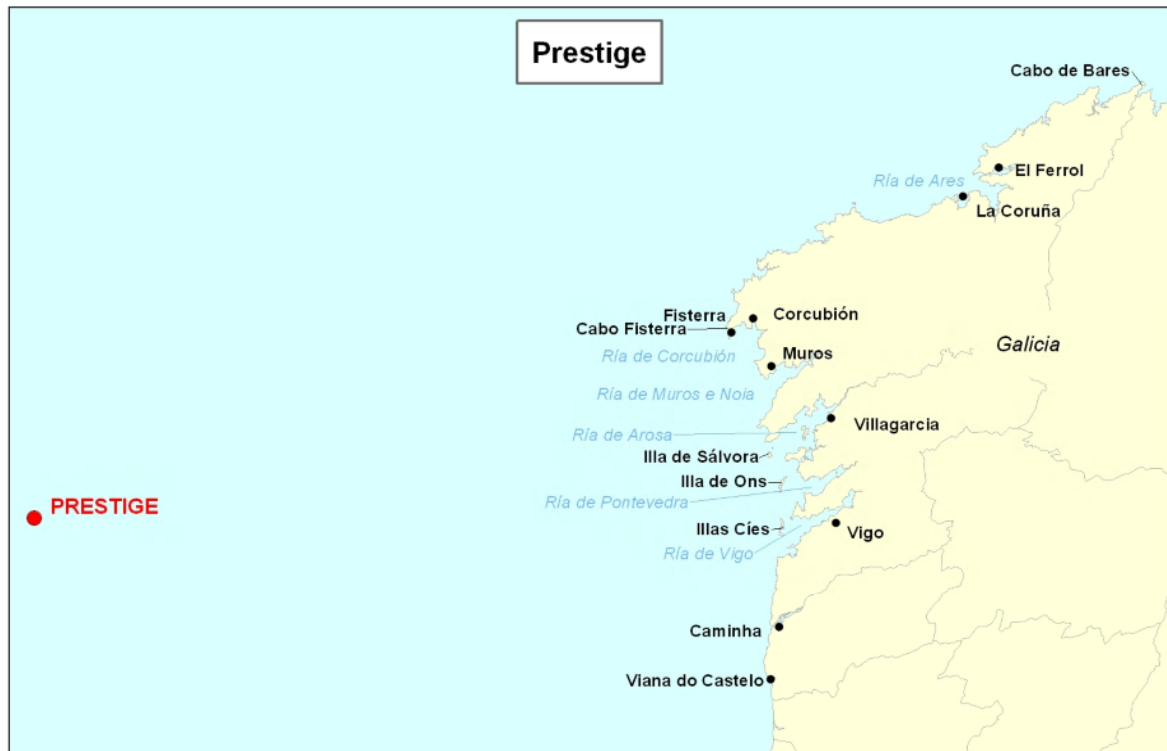 Prestige
Cabo de Bares
El Ferrol
Ría de Ares
La Coruña
Fisterra
Corcubión
Cabo Fisterra
Galicia
Muros
Ría de Corcubión
Ría de Muros e Noia
Villagarcia
Ría de Arosa
Illa de Sálvora
Illa de Ons
Ría de Pontevedra
PRESTIGE
Illas Cíes
Vigo
Ría de Vigo
Caminha
Viana do Castelo